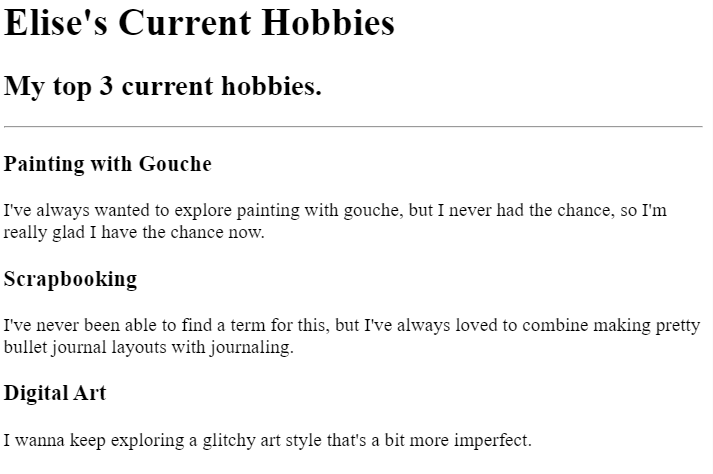 Elise's Current Hobbies
My top 3 current hobbies.
Painting with Gouche
I've always wanted to explore painting with gouche, but I never had the chance, so I'm
really glad I have the chance now.
Scrapbooking
I've never been able to find a term for this, but I've always loved to combine making pretty
bullet journal layouts with journaling.
Digital Art
I wanna keep exploring a glitchy art style that's a bit more imperfect.